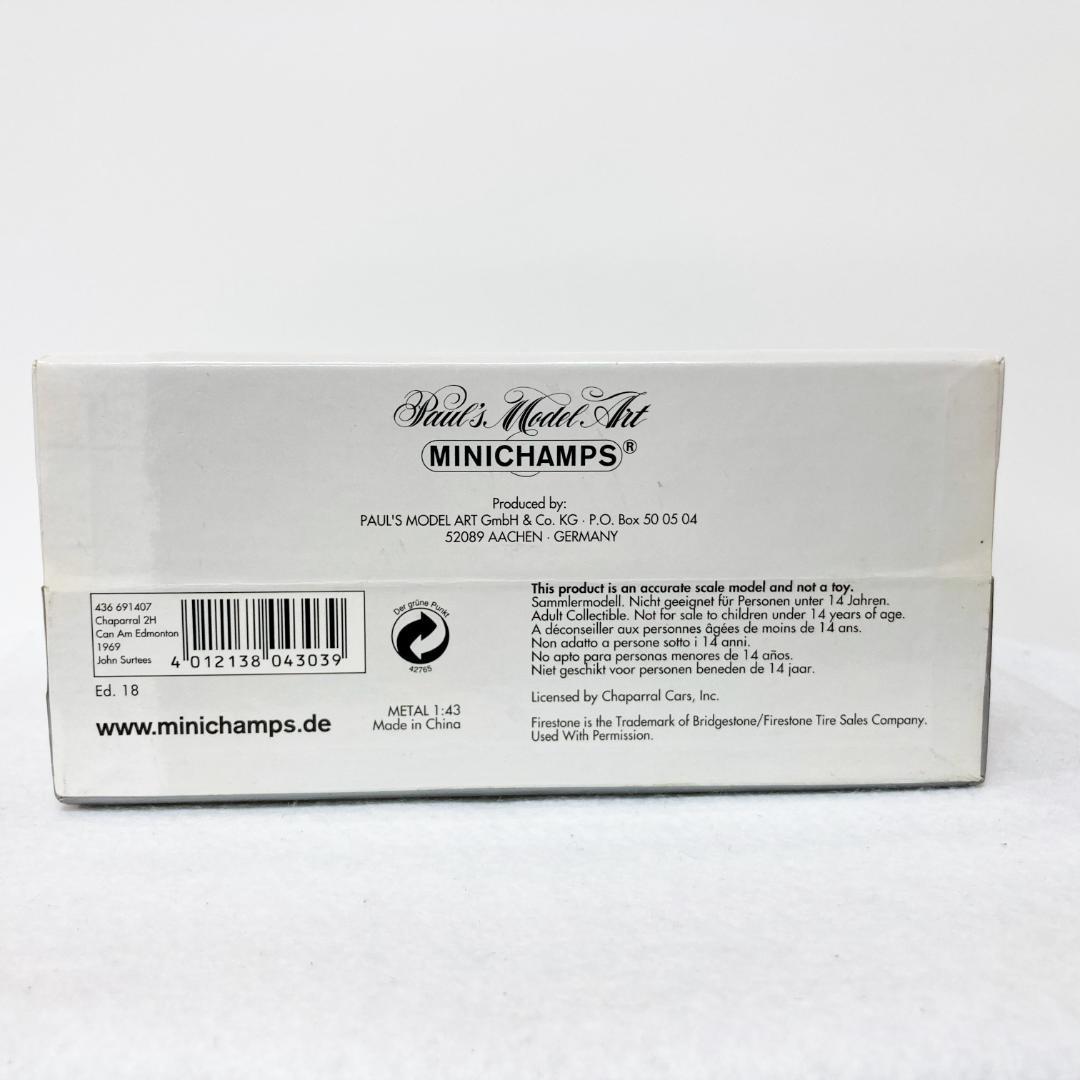 Paul's Model Art
MINICHAMPS®
Produced by:
PAUL'S MODEL ART GmbH & Co. KG · P.O. Box 50 05 04
52089 AACHEN · GERMANY
436 691407
Chaparral 2H
Can Am Edmonton
1969
John Surtees
4 012138 043039
Ed. 18
www.minichamps.de
Der grüne Punkt
42765
METAL 1:43
Made in China
This product is an accurate scale model and not a toy.
Sammlermodell. Nicht geeignet für Personen unter 14 Jahren.
Adult Collectible. Not for sale to children under 14 years of age.
A déconseiller aux personnes âgées de moins de 14 ans.
Non adatto a persone sotto i 14 anni.
No apto para personas menores de 14 años.
Niet geschikt voor personen beneden de 14 jaar.
Licensed by Chaparral Cars, Inc.
Firestone is the Trademark of Bridgestone/Firestone Tire Sales Company.
Used With Permission.